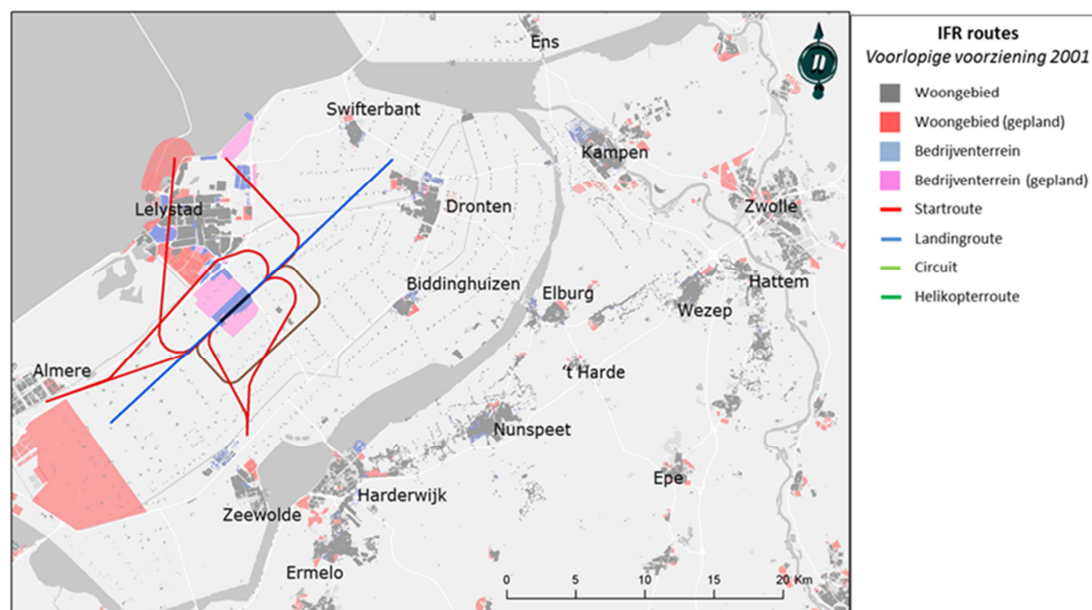 Ens
Swifterbant
Kampen
Lelystad
Dronten
Zwolle
Biddinghuizen
Elburg
Hattem
Wezep
Almere
't Harde
Nunspeet
Epe
Harderwijk
Zeewolde
Ermelo
0 5 10 15 20 Km
IFR routes
Voorlopige voorziening 2001
Woongebied
Woongebied (gepland)
Bedrijventerrein
Bedrijventerrein (gepland)
Startroute
Landingroute
Circuit
Helikopterroute